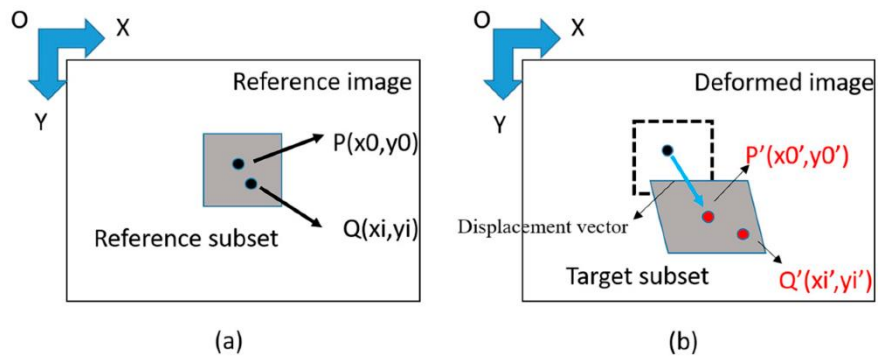 O
X
Y
Reference image
P(x0,y0)
Q(xi,yi)
Reference subset
(a)
O
X
Y
Deformed image
P’(x0’,y0’)
Displacement vector
Q’(xi’,yi’)
Target subset
(b)